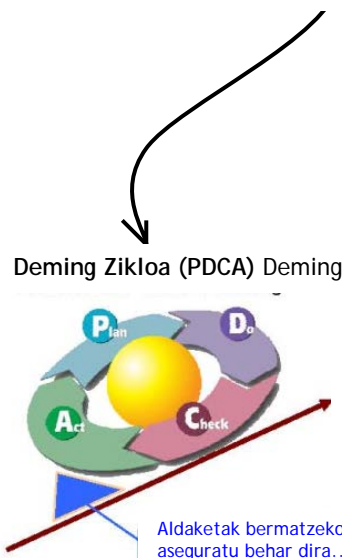 Deming Zikloa (PDCA) Deming
Plan
Do
Act
Check
Aldaketak bermatzeko
aseguratu behar dira..